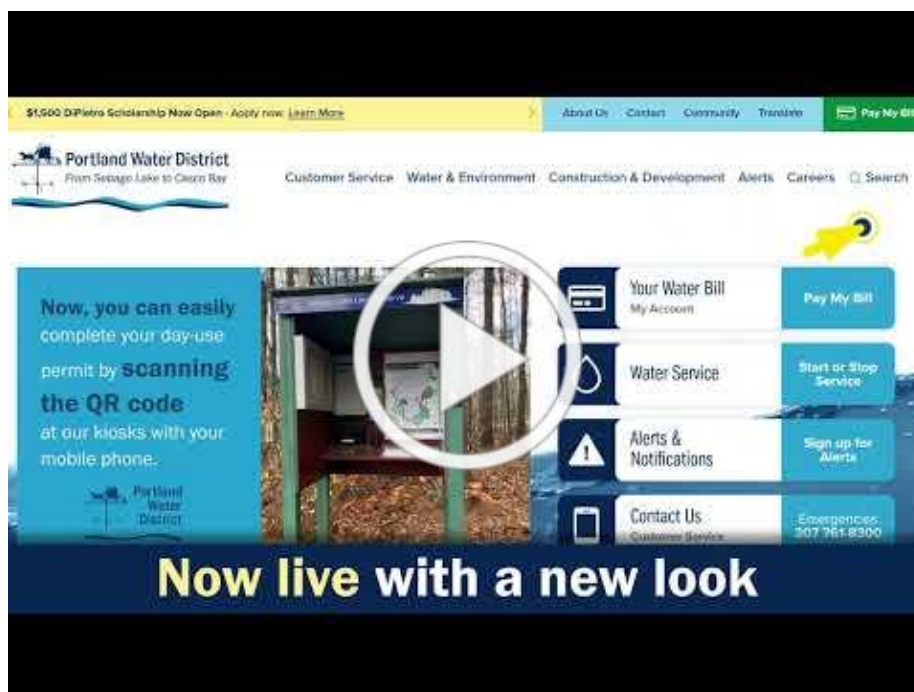 $1,500 DiPietro Scholarship Now Open - Apply now. Learn More
About Us Contact Community Translate Pay My Bill
Portland Water District
From Sebago Lake to Casco Bay
Customer Service Water & Environment Construction & Development Alerts Careers Search
Now, you can easily
complete your day-use
permit by scanning
the QR code
at our kiosks with your
mobile phone.
Portland
Water
District
Your Water Bill
My Account
Pay My Bill
Water Service
Start or Stop
Service
Alerts &
Notifications
Sign up for
Alerts
Contact Us
Customer Service
Emergencies:
207 761-8300
Now live with a new look